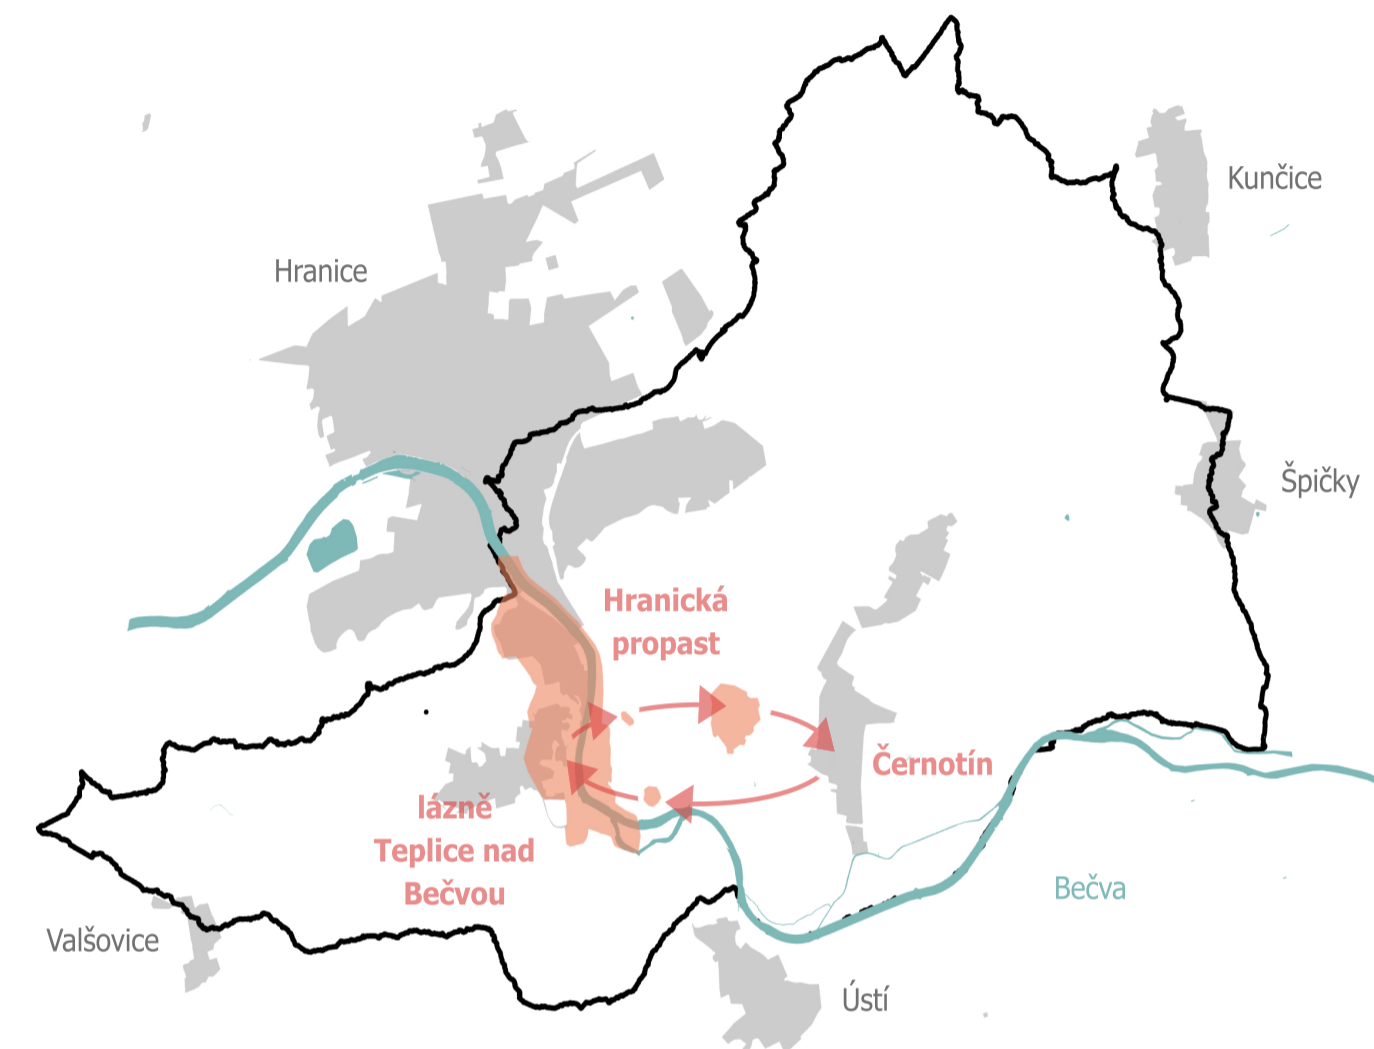 Kunčice
Hranice
Špičky
Hranická
propast
Černotín
lázně
Teplice nad
Bečvou
Bečva
Valšovice
Ústí